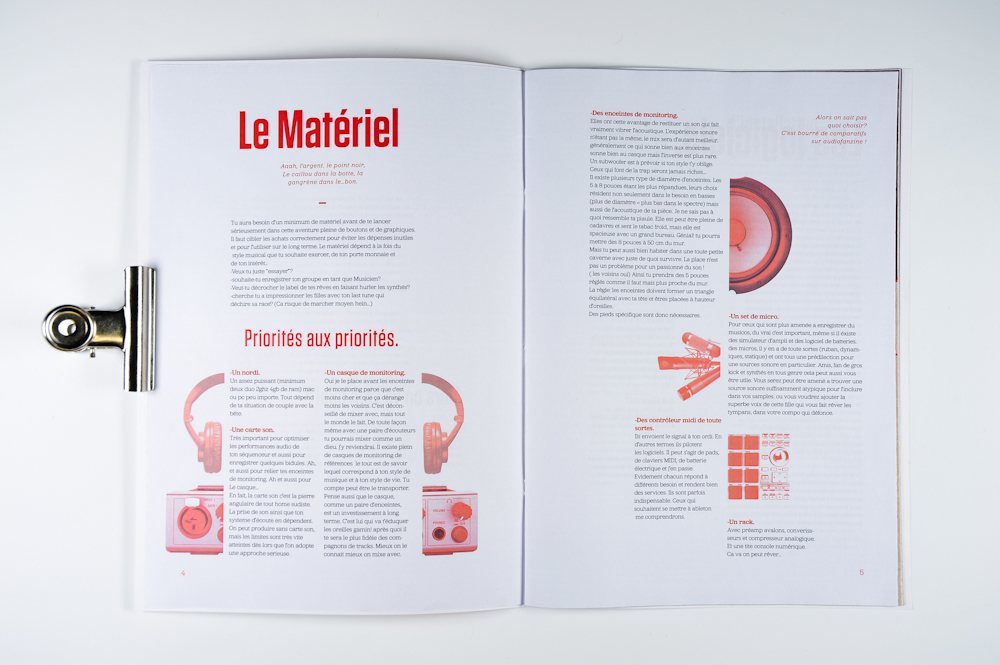 Le Matériel
Aaah, l'argent. le point noir,
Le caillou dans la botte, la
gangrène dans le...bon.
Tu aura besoin d'un minimum de matériel avant de te lancer
sérieusement dans cette aventure pleine de boutons et de graphiques.
Il faut cibler les achats correctement pour éviter les dépenses inutiles
et pour l'utiliser sur le long terme. Le matériel dépend à la fois du
style musical que tu souhaite exercer, de ton porte monnaie et
de ton intérêt.:
-Veux tu juste "essayer"?
-souhaite-tu enregistrer ton groupe en tant que Musicien?
-Veut tu décrocher le label de tes rêves en faisant hurler les synthés?
-cherche tu a impressionner les filles avec ton last tune qui
déchire sa race? (Ca risque de marcher moyen hein...)
Priorités aux priorités.
-Un nordi.
Un assez puissant (minimum
deux duo 2ghz 4gb de ram) mac
ou pc peu importe. Tout dépend
de ta situation de couple avec la
bête.
-Une carte son.
Très important pour optimiser
les performances audio de
ton séquenceur et aussi pour
enregistrer quelques bidules. Ah,
et aussi pour relier tes enceintes
de monitoring. Ah et aussi pour
Le casque...
En fait, la carte son c'est la pierre
angulaire de tout home sudiste.
La prise de son ainsi que ton
système d'écoute en dépendent.
On peut produire sans carte son,
mais les limites sont très vite
atteintes dès lors que l'on adopte
une approche serieuse.
-Un casque de monitoring.
Oui je le place avant les enceintes
de monitoring parce que c'est
moins cher et que ça dérange
moins les voisins. C'est décon-
seillé de mixer avec, mais tout
le monde le fait. De toute façon
même avec une paire d'écouteurs
tu pourrais mixer comme un
dieu, j'y reviendrai. Il existe plein
de casques de monitoring de
références. le tout est de savoir
lequel correspond à ton style de
musique et à ton style de vie. Tu
compte peut être le transporter.
Pense aussi que le casque,
comme un paire d'enceintes,
est un investissement à long
terme. C'est lui qui va t'éduquer
les oreilles gamin! après quoi il
te sera le plus fidèle des com-
pagnons de tracks. Mieux on le
connait mieux on mixe avec.
4
-Des enceintes de monitoring.
Elles ont cette avantage de restituer un son qui fait
vraiment vibrer l'acoustique. L'expérience sonore
n'étant pas la même, le mix sera d'autant meilleur
généralement ce qui sonne bien aux enceintes
sonne bien au casque mais l'inverse est plus rare.
Un subwoofer est à prévoir si ton style t'y oblige.
Ceux qui font de la trap seront jamais riches...
Il existe plusieurs type de diamètre d'enceintes. Les
5 à 8 pouces étant les plus répandues, leurs choix
résident non seulement dans le besoin en basses
(plus de diamètre = plus bas dans le spectre) mais
aussi de l'acoustique de ta pièce. Je ne sais pas à
quoi ressemble ta piaule. Elle est peut être pleine de
cadavres et sent le tabac froid, mais elle est
spacieuse avec un grand bureau. Génial! tu pourra
mettre des 8 pouces à 50 cm du mur.
Mais tu peux aussi bien habiter dans une toute petite
caverne avec juste de quoi survivre. La place n'est
pas un problème pour un passionné du son !
( les voisins oui) Ainsi tu prendra des 5 pouces
réglés comme il faut mais plus proche du mur.
La règle: les enceintes doivent former un triangle
équilatéral avec ta tête et êtres placées à hauteur
d'oreilles.
Des pieds spécifique sont donc nécessaires.
Alors on sait pas
quoi choisir?
C'est bourré de comparatifs
sur audiofanzine !
-Un set de micro.
Pour ceux qui sont plus amenée a enregistrer du
musicos, du vrai c'est important, même si il existe
des simulateur d'ampli et des logiciel de batteries.
des micros, il y en a de toute sortes (ruban, dynam-
iques, statique) et ont tous une prédilection pour
une sources sonore en particulier. Amis, fan de gros
kick et synthés en tous genre cela peut aussi vous
être utile. Vous serez peut être amené a trouver une
source sonore suffisamment atypique pour l'inclure
dans vos samples, ou vous voudrez ajouter la
superbe voix de cette fille qui vous fait rêver les
tympans, dans votre compo qui défonce.
-Des contrôleur midi de toute
sortes.
Ils envoient le signal à ton ordi. En
d'autres termes ils pilotent
les logiciels. Il peut s'agir de pads,
de claviers MIDI, de batterie
électrique et j'en passe.
Evidement chacun répond à
différents besoin et rendent bien
des services. Ils sont parfois
indispensable. Ceux qui
souhaitent se mettre à ableton
me comprendrons.
-Un rack.
Avec préamp avalons, convertis-
seurs et compresseur analogique.
Et une tite console numérique.
Ca va on peut rêver...
5